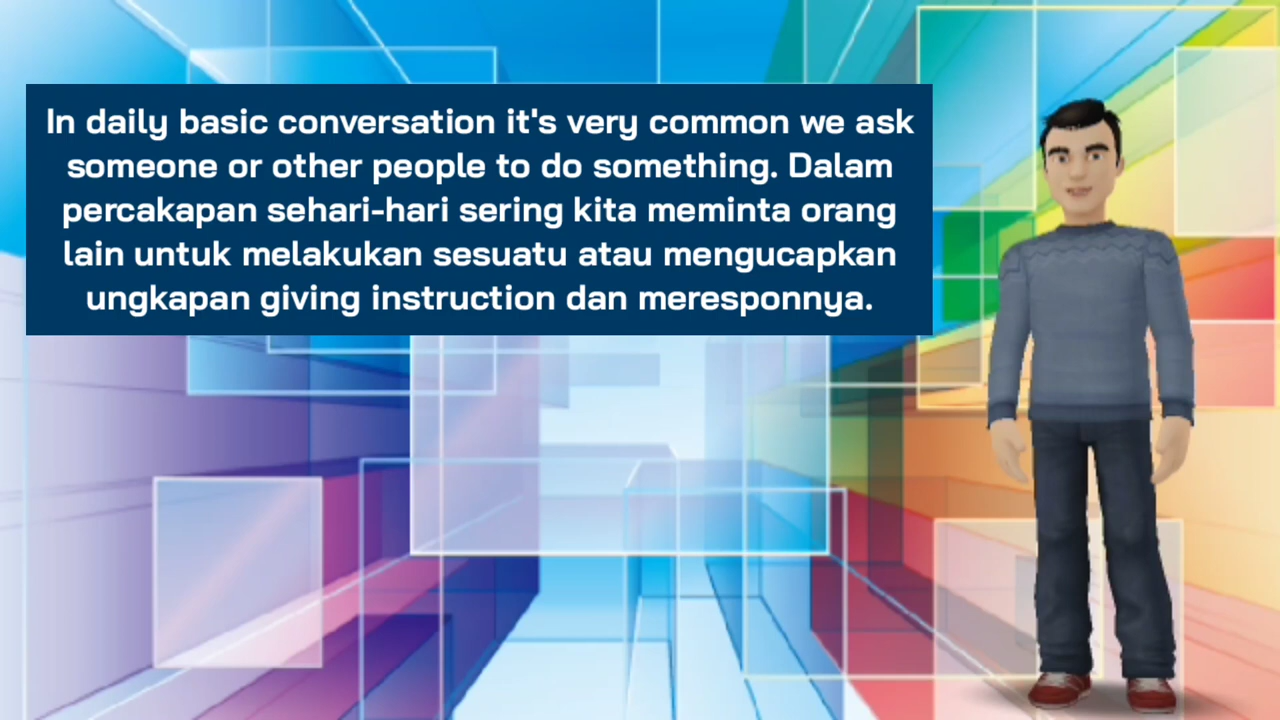 In daily basic conversation it's very common we ask
someone or other people to do something. Dalam
percakapan sehari-hari sering kita meminta orang
lain untuk melakukan sesuatu atau mengucapkan
ungkapan giving instruction dan meresponnya.